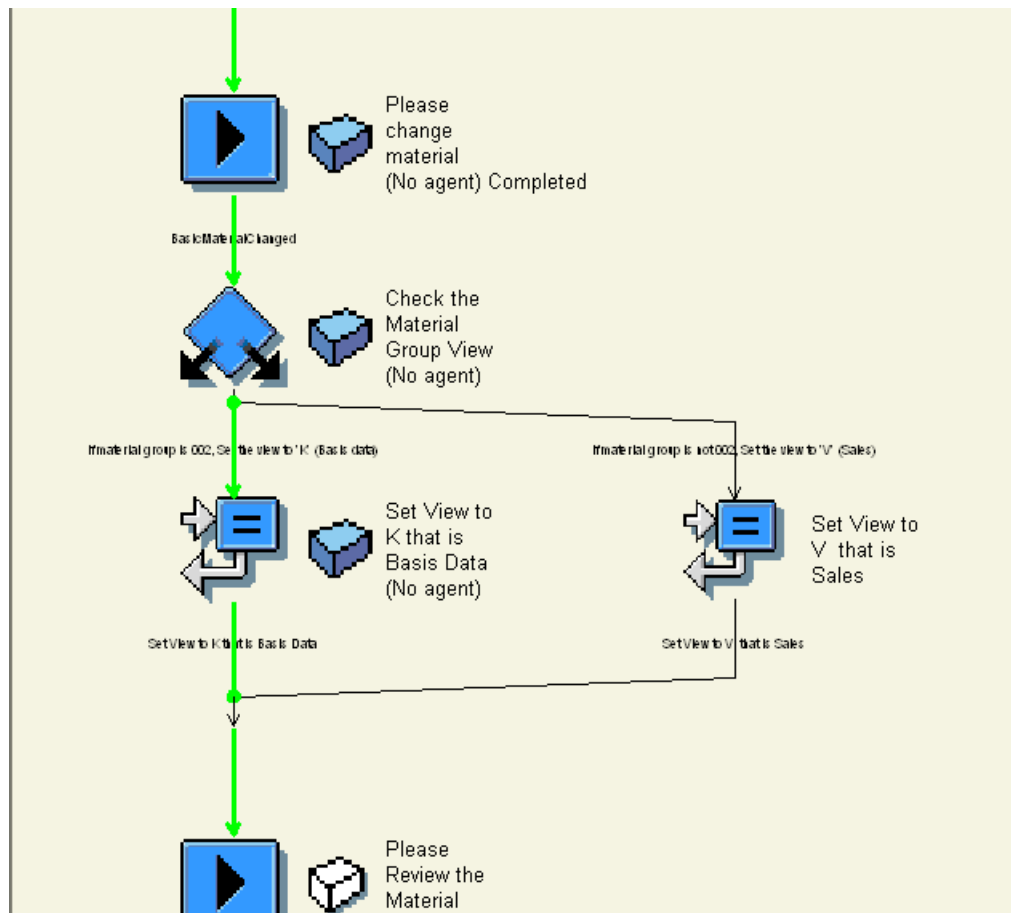 Please
change
material
(No agent) Completed
BasicMaterialChanged
Check the
Material
Group View
(No agent)
If material group is 002, Set the view to 'K' (Basis data)
If material group is not 002, Set the view to 'V' (Sales)
Set View to
K that is
Basis Data
(No agent)
Set View to
V that is
Sales
Set View to K that is Basis Data
Set View to V that is Sales
Please
Review the
Material